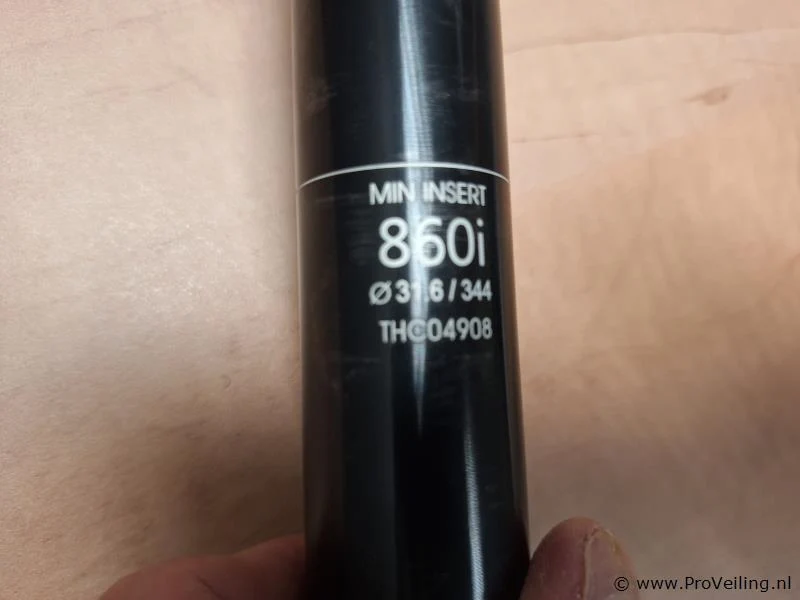 MIN INSERT
860i
Ø 31.6 / 344
THC04908
© www.ProVeiling.nl